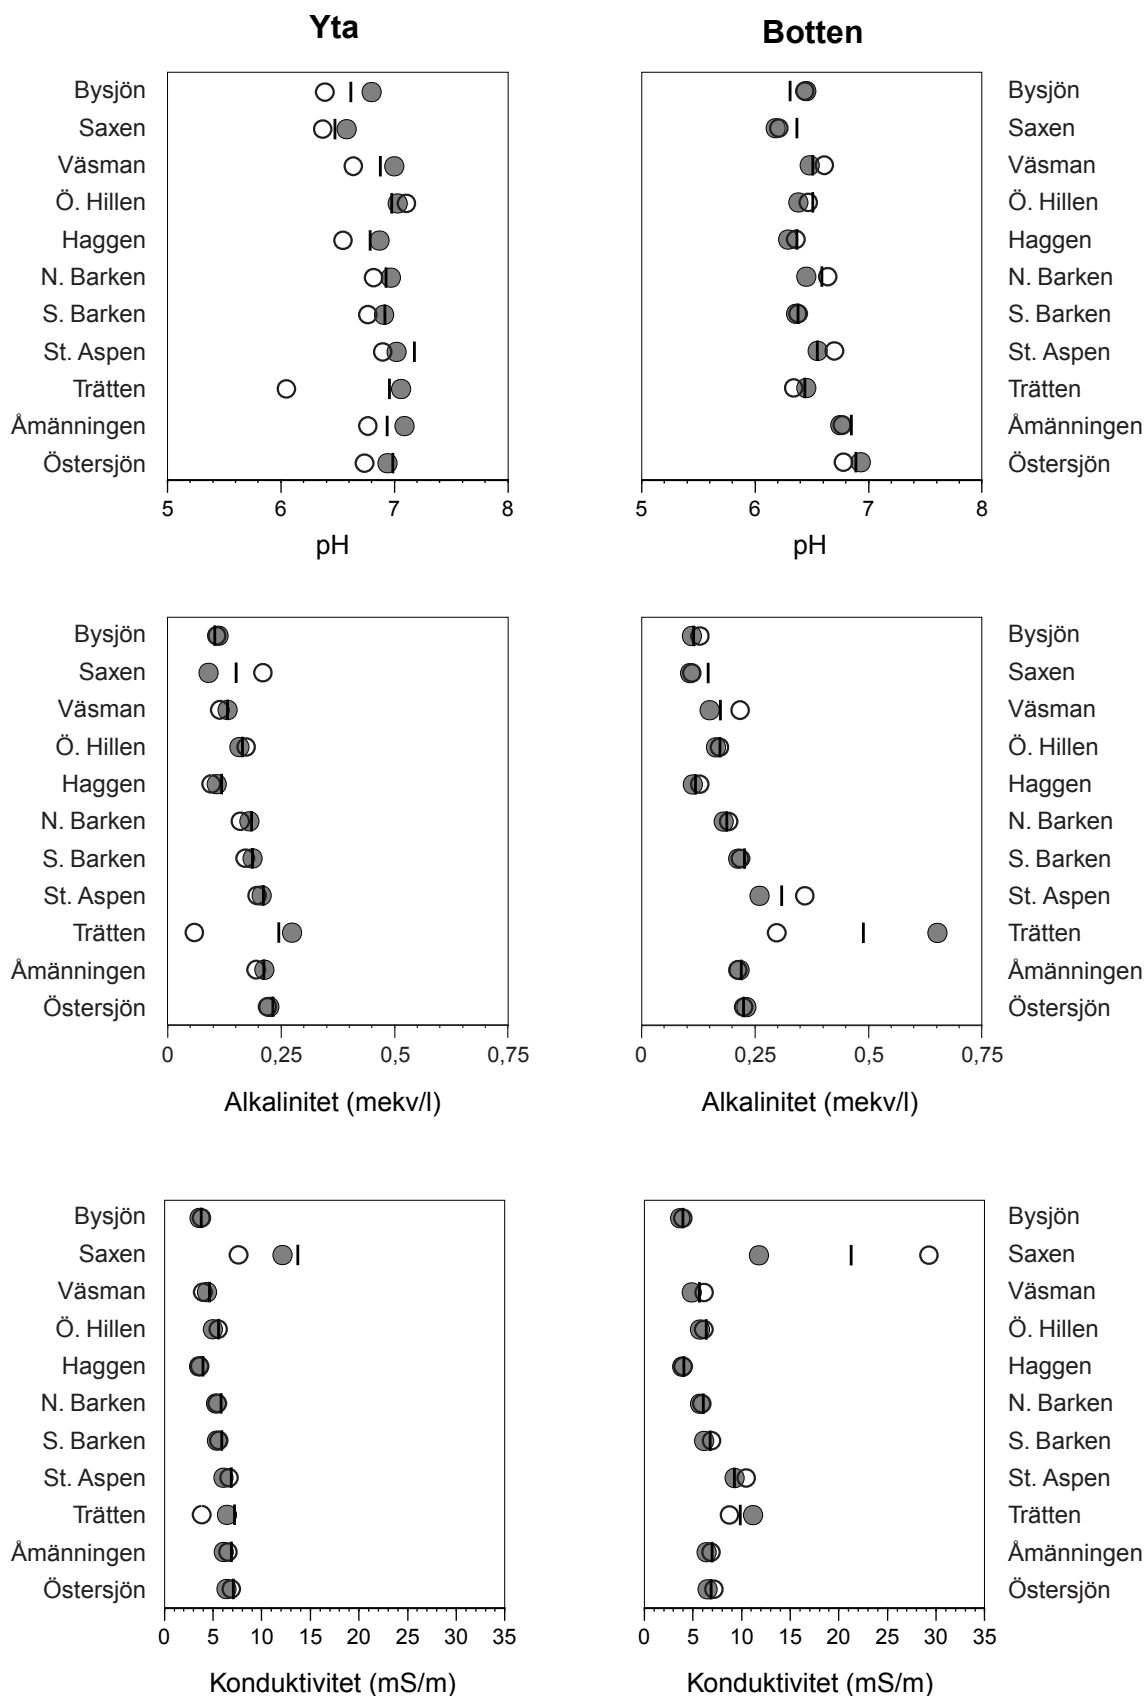 Yta
Botten
Bysjön
Saxen
Väsman
Ö. Hillen
Haggen
N. Barken
S. Barken
St. Aspen
Trätten
Åmänningen
Östersjön
5 6 7 8
pH
Bysjön
Saxen
Väsman
Ö. Hillen
Haggen
N. Barken
S. Barken
St. Aspen
Trätten
Åmänningen
Östersjön
5 6 7 8
pH
Bysjön
Saxen
Väsman
Ö. Hillen
Haggen
N. Barken
S. Barken
St. Aspen
Trätten
Åmänningen
Östersjön
0 0,25 0,5 0,75
Alkalinitet (mekv/l)
Bysjön
Saxen
Väsman
Ö. Hillen
Haggen
N. Barken
S. Barken
St. Aspen
Trätten
Åmänningen
Östersjön
0 0,25 0,5 0,75
Alkalinitet (mekv/l)
Bysjön
Saxen
Väsman
Ö. Hillen
Haggen
N. Barken
S. Barken
St. Aspen
Trätten
Åmänningen
Östersjön
0 5 10 15 20 25 30 35
Konduktivitet (mS/m)
Bysjön
Saxen
Väsman
Ö. Hillen
Haggen
N. Barken
S. Barken
St. Aspen
Trätten
Åmänningen
Östersjön
0 5 10 15 20 25 30 35
Konduktivitet (mS/m)